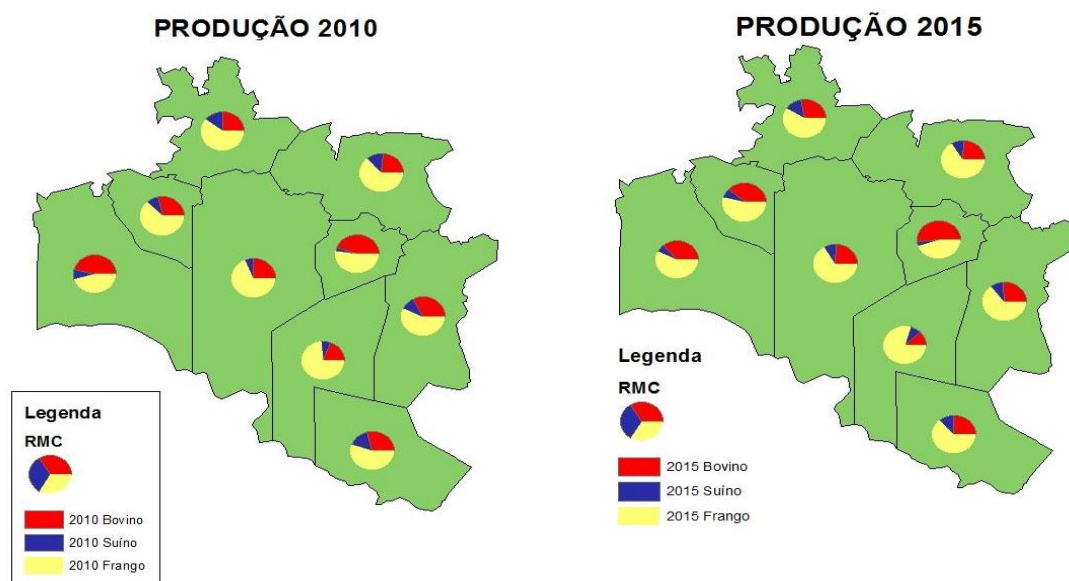 PRODUÇÃO 2010
Legenda
RMC
2010 Bovino
2010 Suíno
2010 Frango
PRODUÇÃO 2015
Legenda
RMC
2015 Bovino
2015 Suíno
2015 Frango